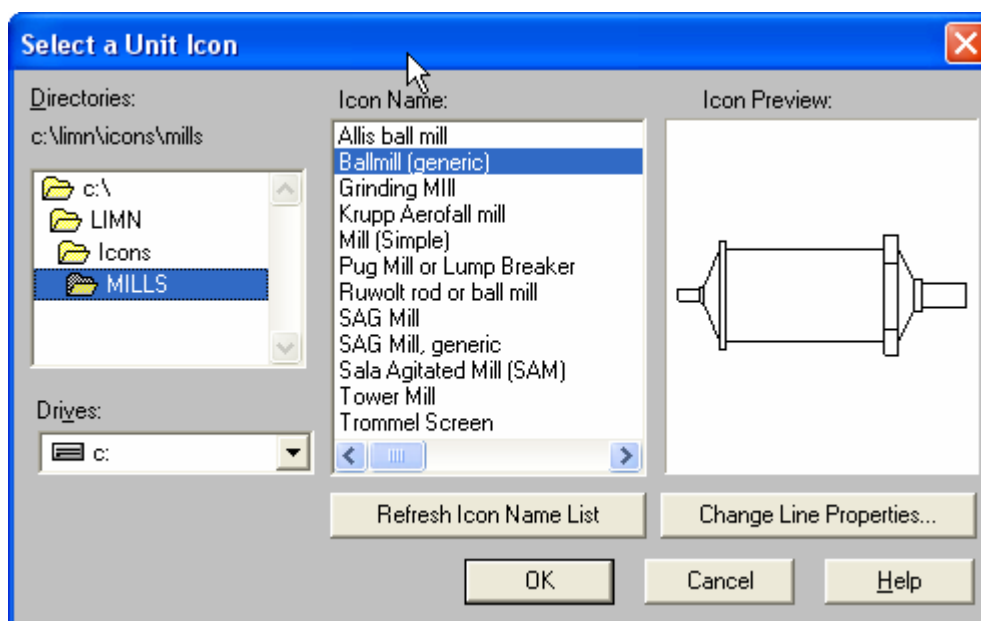 Select a Unit Icon
Directories:
c:\limn\icons\mills
c:\
LIMN
Icons
MILLS
Drives:
c:
Icon Name:
Allis ball mill
Ballmill (generic)
Grinding MIll
Krupp Aerofall mill
Mill (Simple)
Pug Mill or Lump Breaker
Ruwolt rod or ball mill
SAG Mill
SAG Mill, generic
Sala Agitated Mill (SAM)
Tower Mill
Trommel Screen
Refresh Icon Name List
Icon Preview:
Change Line Properties...
OK
Cancel
Help